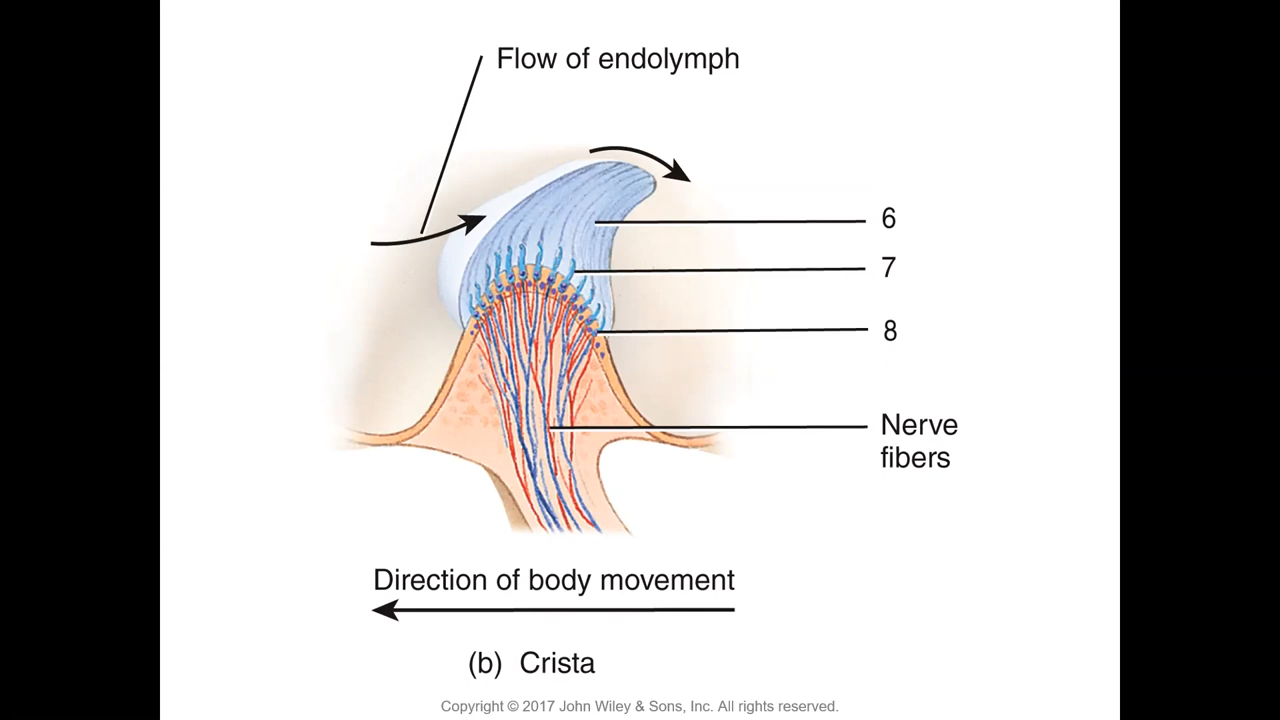 Flow of endolymph
6
7
8
Nerve
fibers
Direction of body movement
(b) Crista
Copyright © 2017 John Wiley & Sons, Inc. All rights reserved.